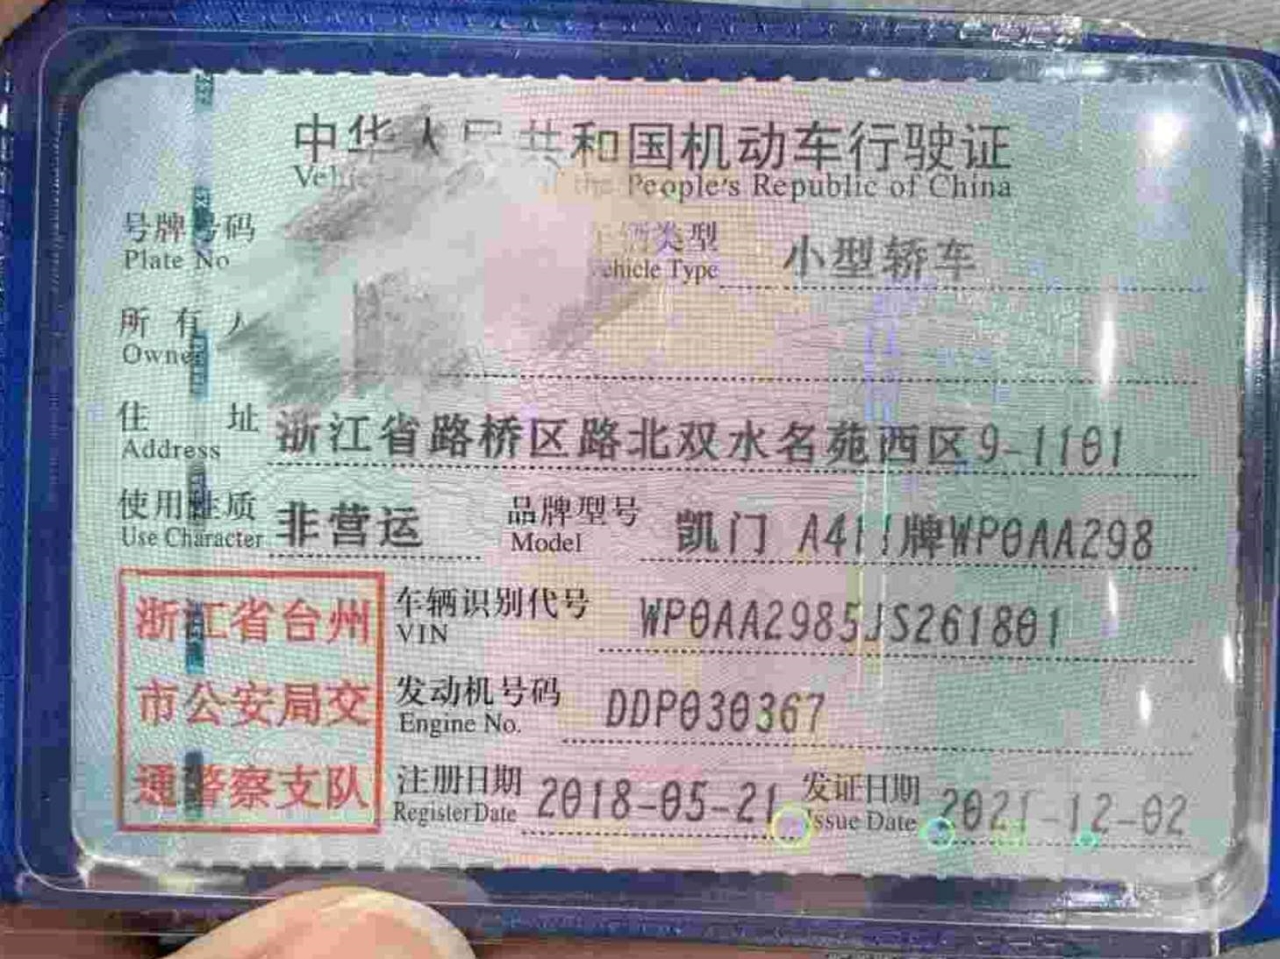 中华人民共和国机动车行驶证
the People's Republic of China
号牌号码 车辆类型 小型轿车
Plate No Vehicle Type
所有人
Owner
住址 浙江省路桥区路北双水名苑西区9-1101
Address
使用性质 非营运 品牌型号 凯门 A4!!牌WP0AA298
Use Character Model
浙江省台州 车辆识别代号 WP0AA2985JS261801
VIN
市公安局交 发动机号码 DDP030367
Engine No.
通警察支队 注册日期 2018-05-21 发证日期 2021-12-02
Register Date Issue Date